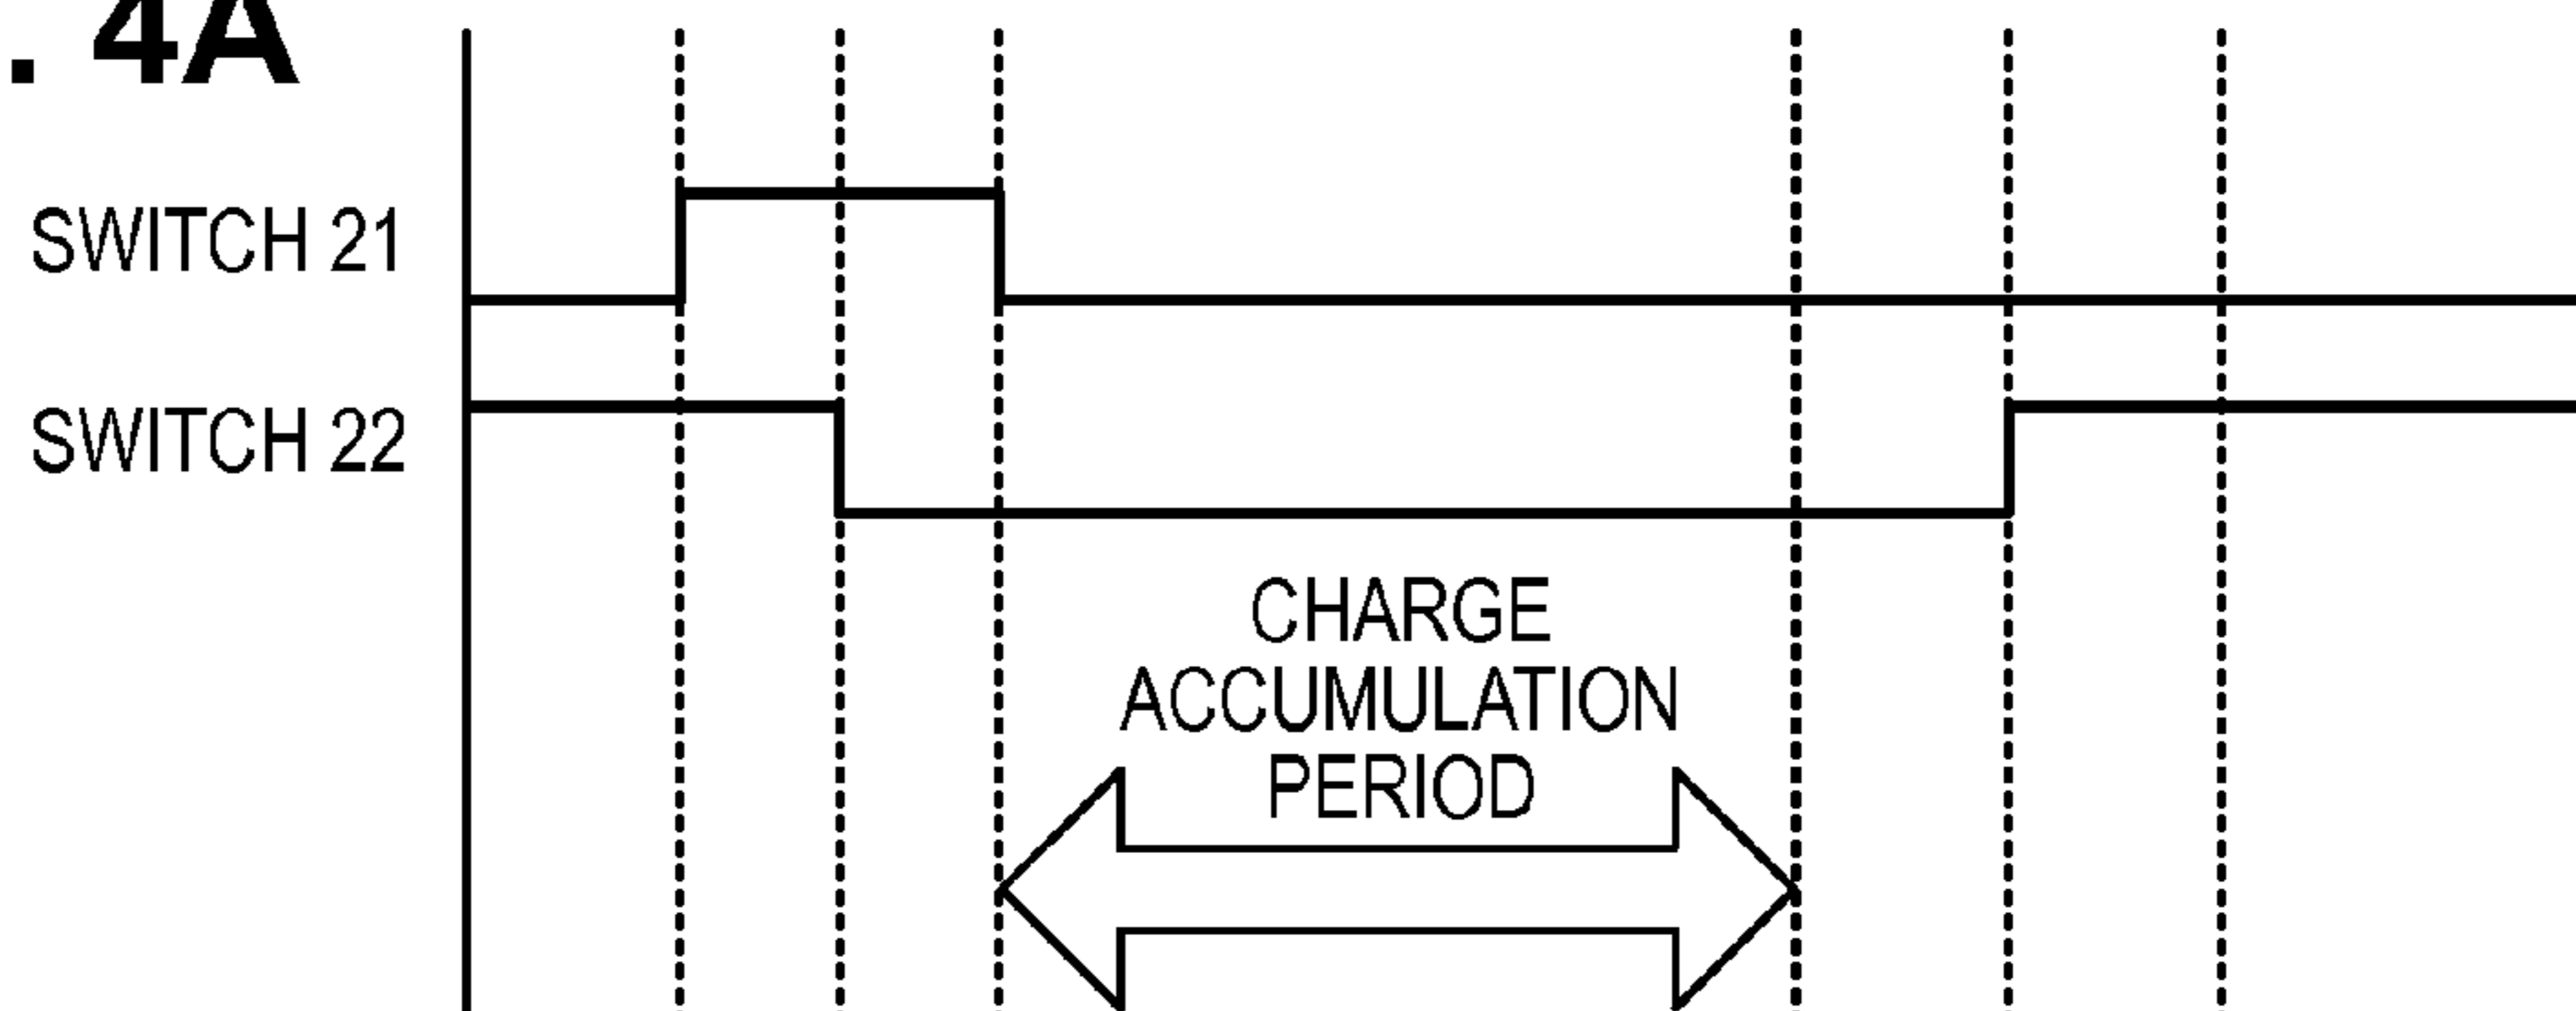 . 4A
SWITCH 21
SWITCH 22
CHARGE
ACCUMULATION
PERIOD